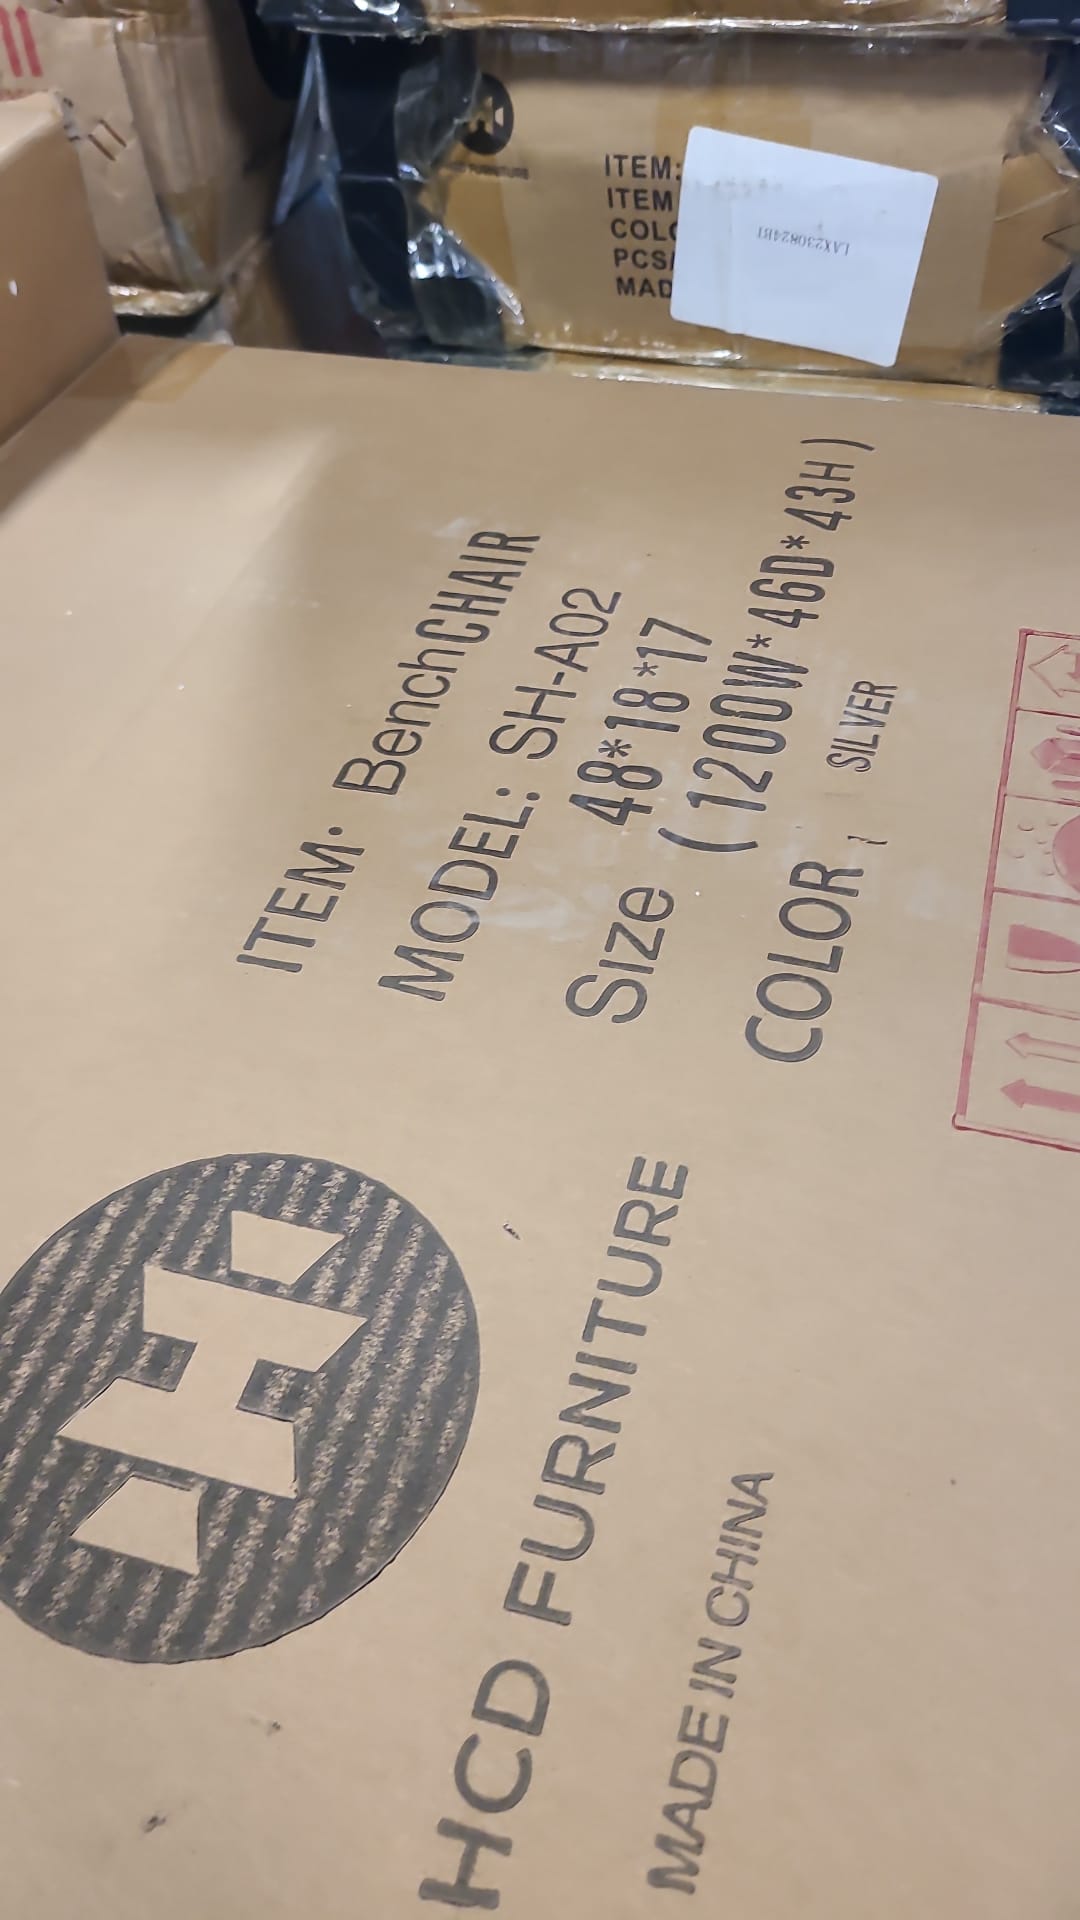 ITEM:
ITEM
COLO
PCS/
MAD
LAX230824B1
ITEM: BenchCHAIR
MODEL: SH-A02
Size 48*18*17
(1200W*46D*43H)
COLOR: SILVER
HCD FURNITURE
MADE IN CHINA